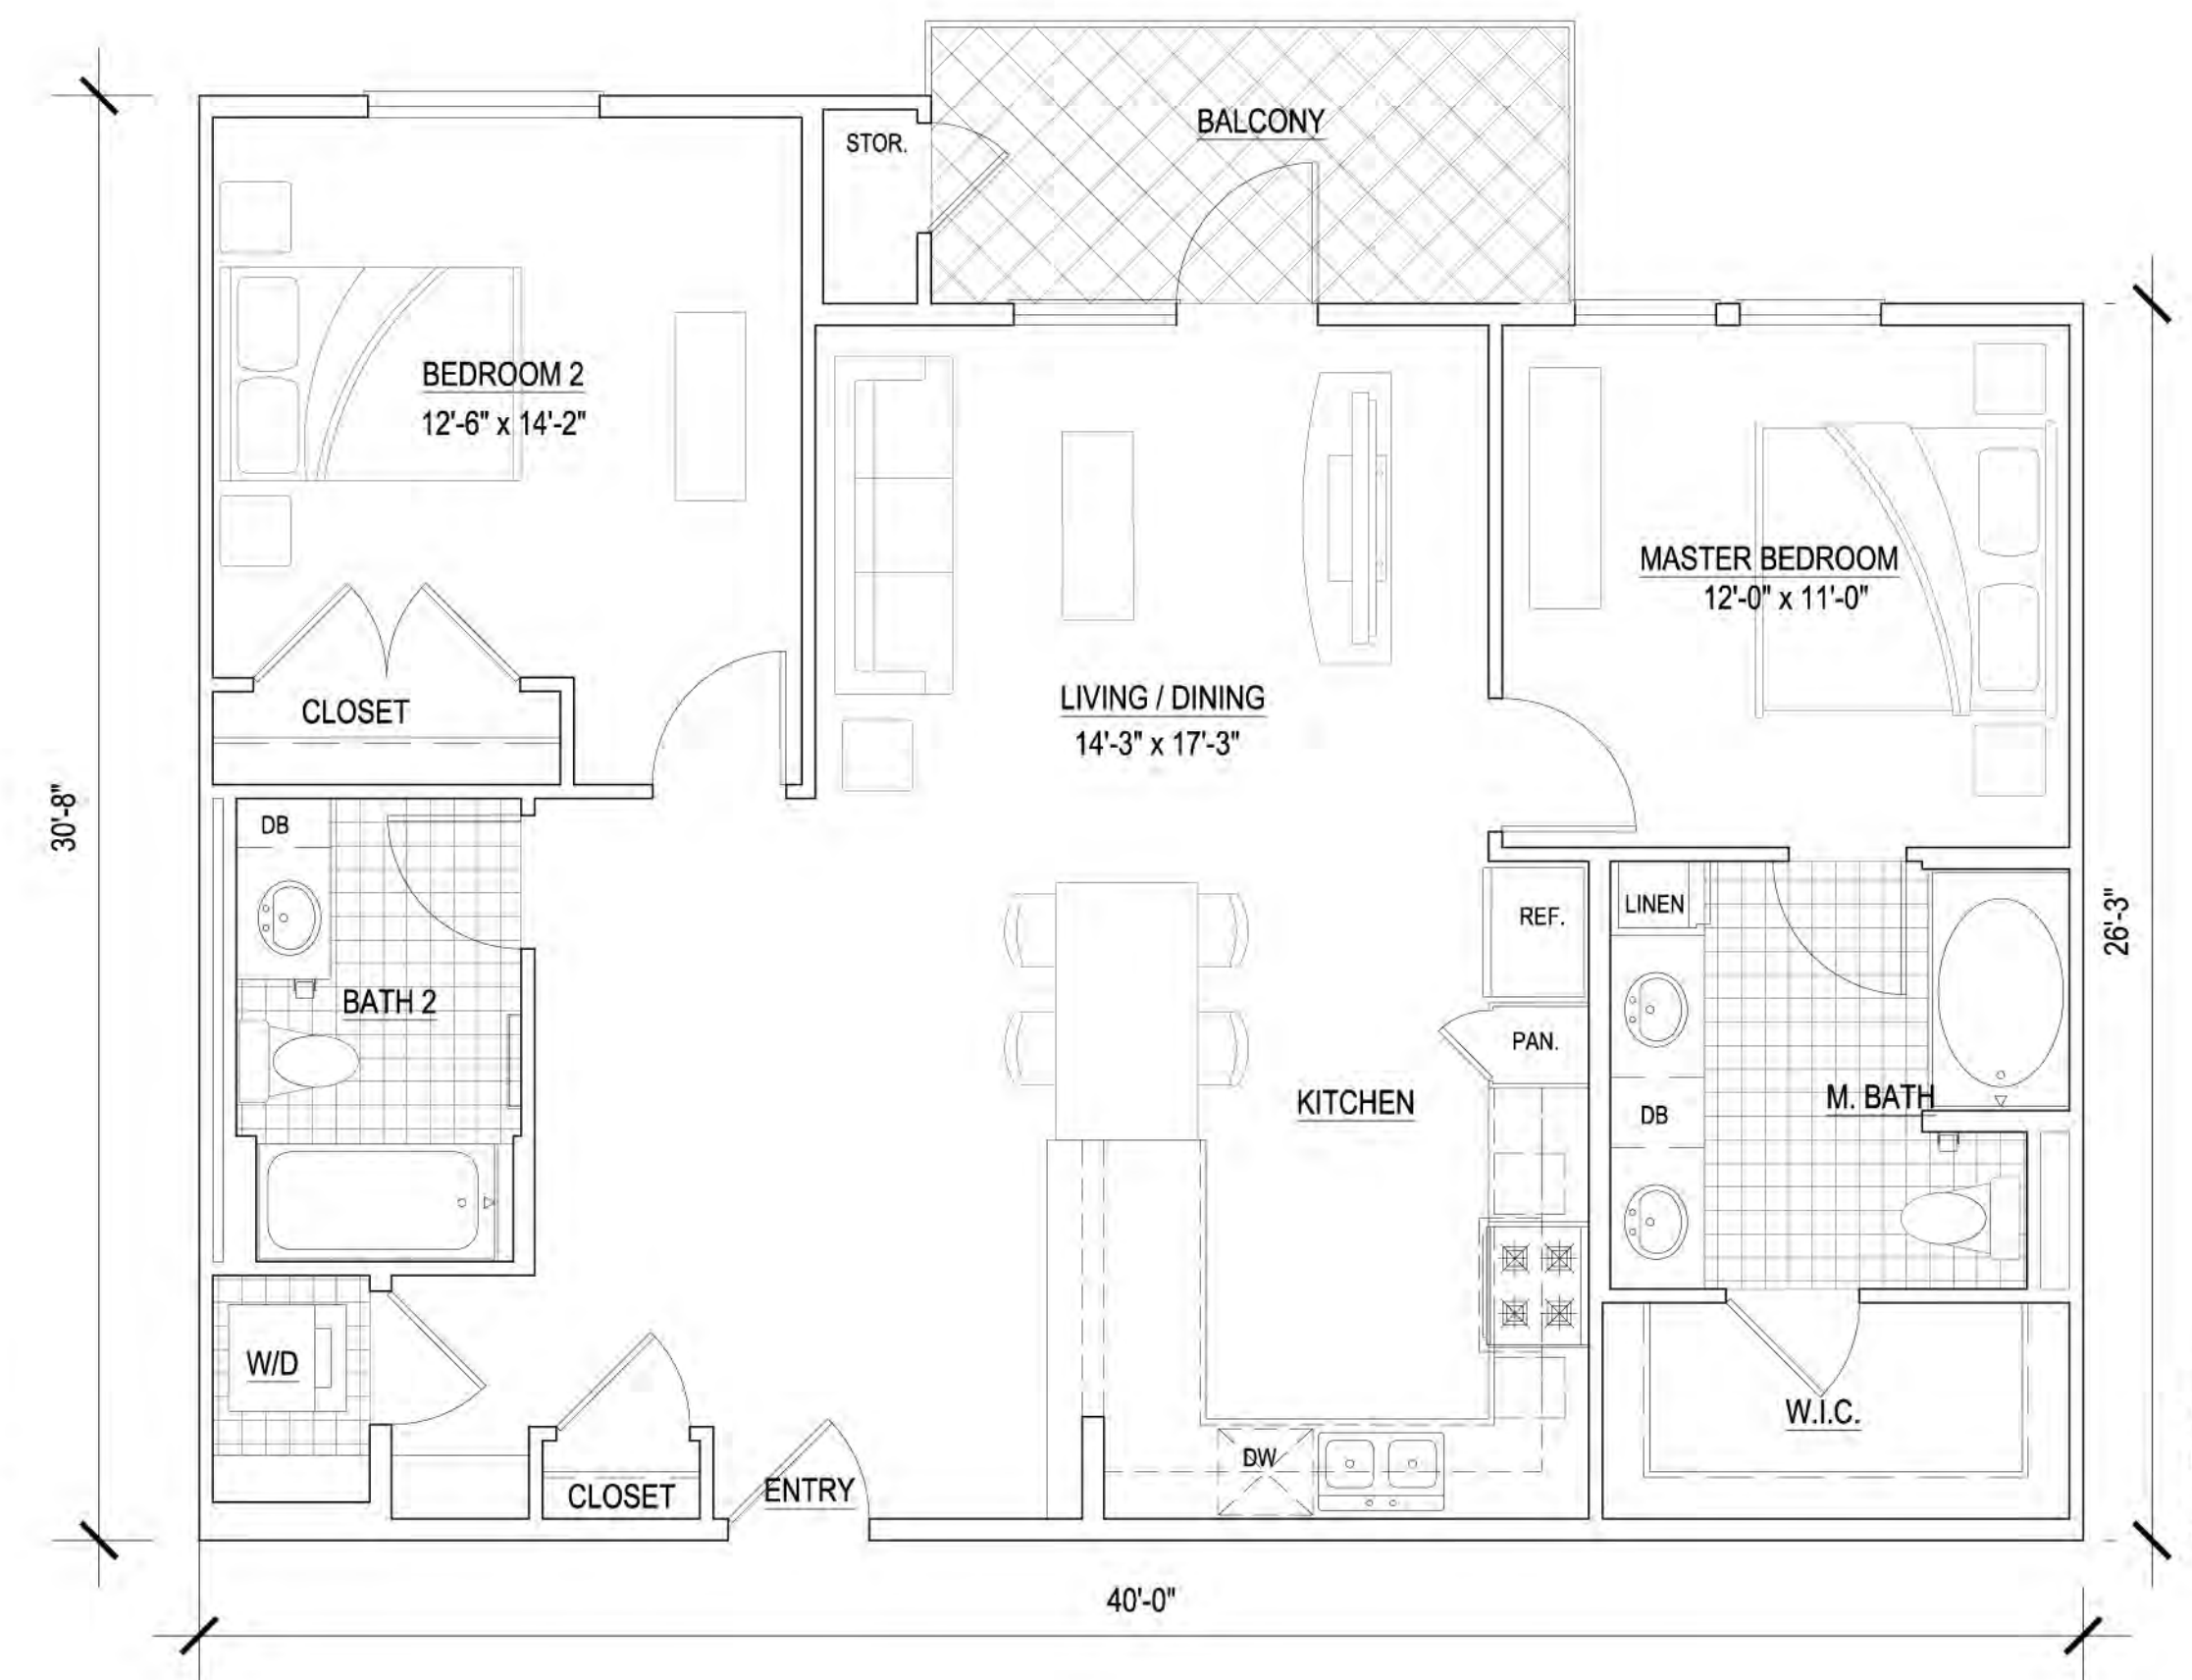 BALCONY
STOR.
BEDROOM 2
12'-6" x 14'-2"
MASTER BEDROOM
12'-0" x 11'-0"
CLOSET
LIVING / DINING
14'-3" x 17'-3"
30'-8"
DB
LINEN
REF.
26'-3"
BATH 2
PAN.
KITCHEN
M. BATH
DB
W/D
W.I.C.
DW
ENTRY
CLOSET
40'-0"